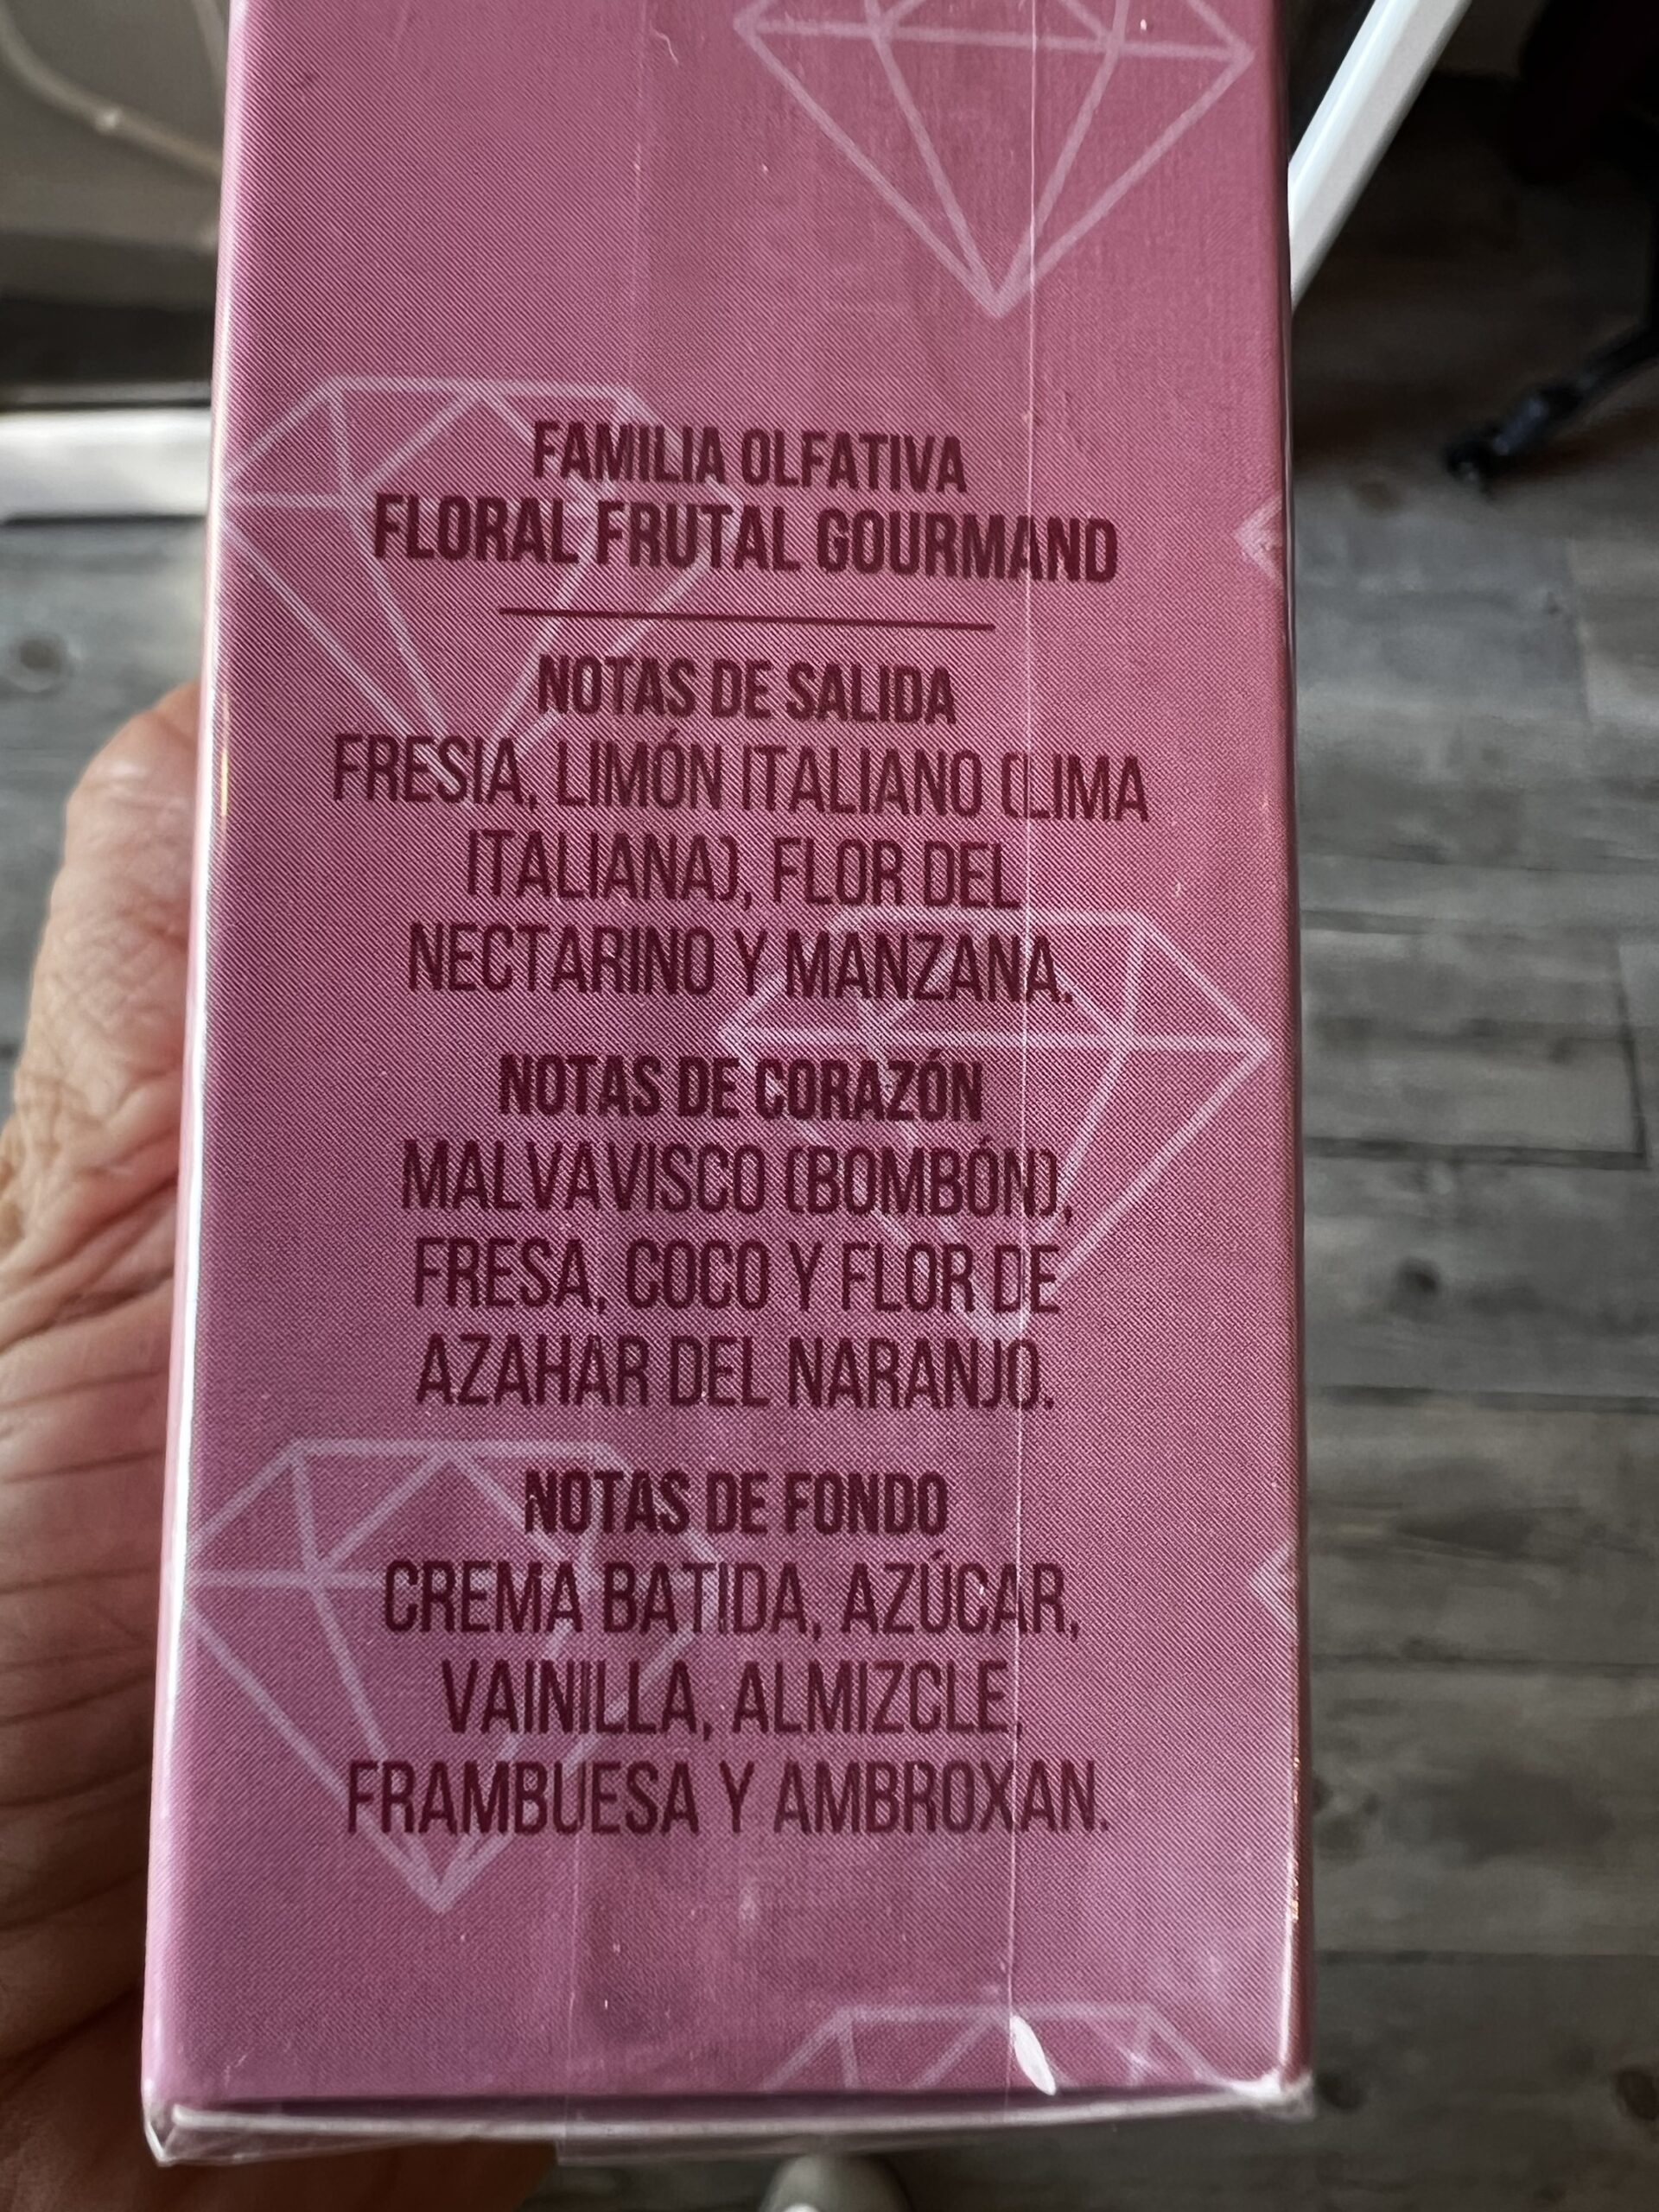 FAMILIA OLFATIVA
FLORAL FRUTAL GOURMAND
NOTAS DE SALIDA
FRESIA, LIMÓN ITALIANO (LIMA
ITALIANA), FLOR DEL
NECTARINO Y MANZANA.
NOTAS DE CORAZÓN
MALVAVISCO (BOMBÓN),
FRESA, COCO Y FLOR DE
AZAHAR DEL NARANJO.
NOTAS DE FONDO
CREMA BATIDA, AZÚCAR,
VAINILLA, ALMIZCLE,
FRAMBUESA Y AMBROXAN.